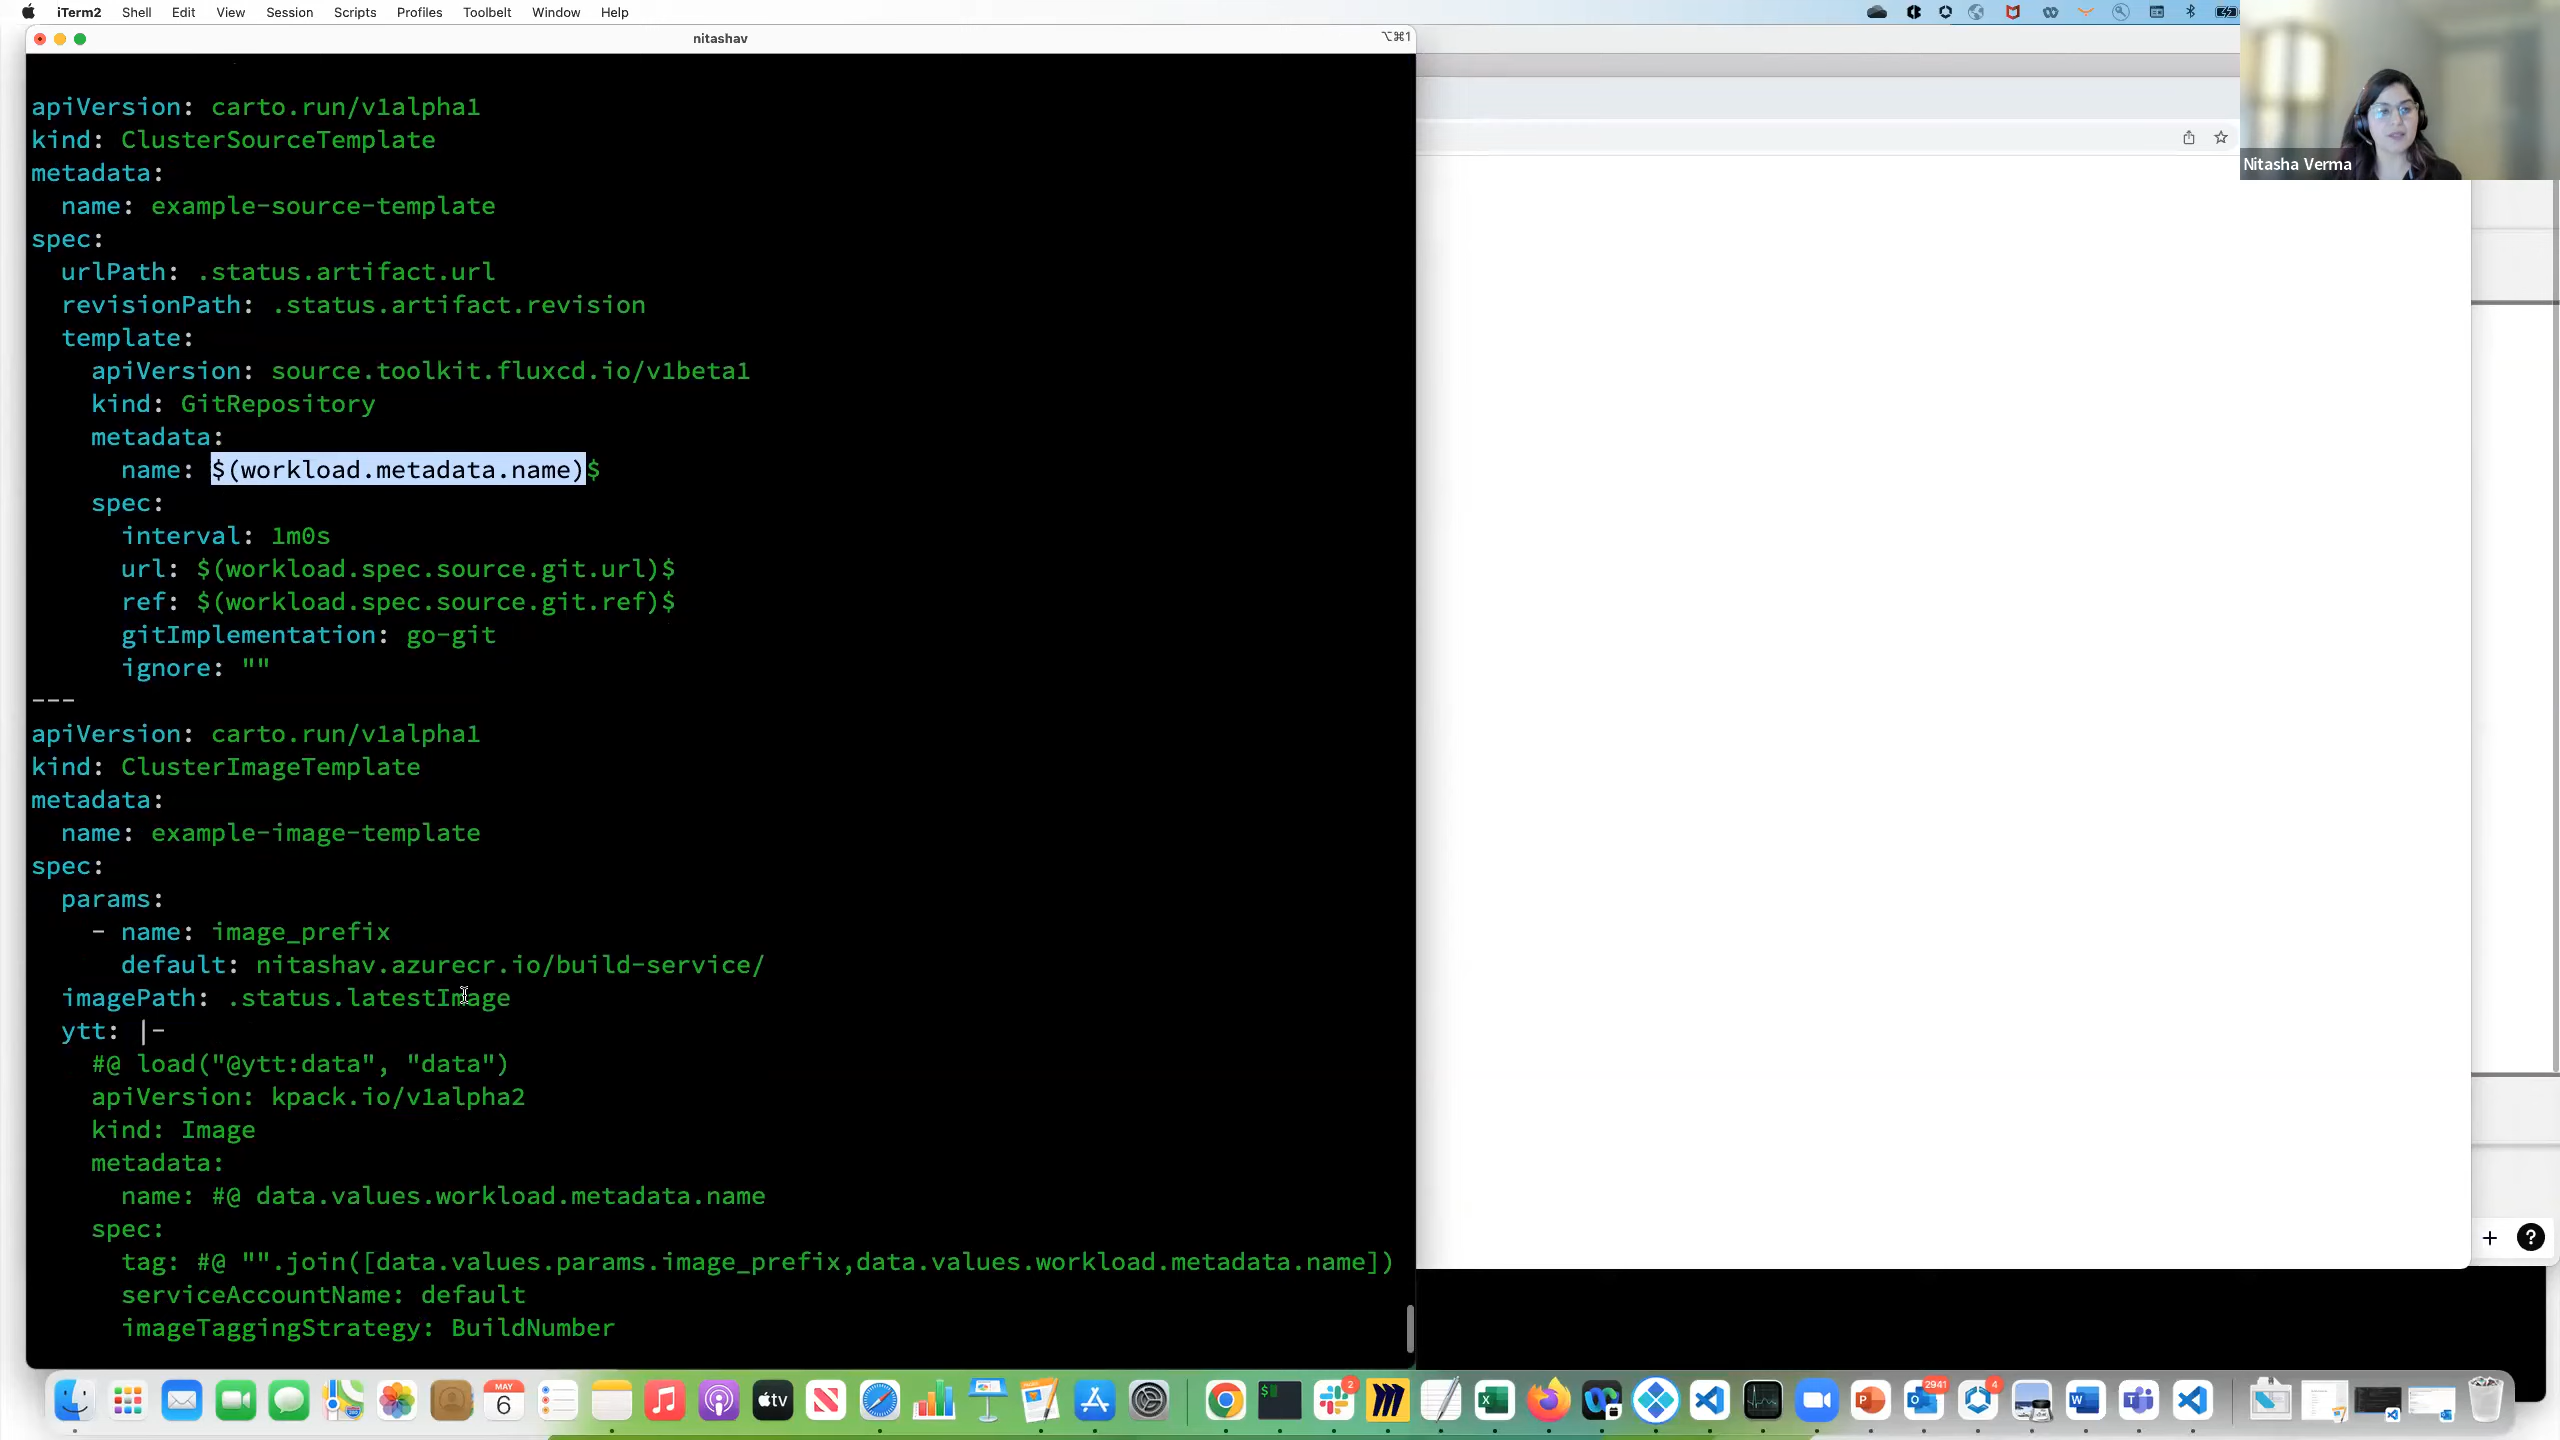 iTerm2 Shell Edit View Session Scripts Profiles Toolbelt Window Help
nitashav
⌥⌘1
Nitasha Verma
apiVersion: carto.run/v1alpha1
kind: ClusterSourceTemplate
metadata:
  name: example-source-template
spec:
  urlPath: .status.artifact.url
  revisionPath: .status.artifact.revision
  template:
    apiVersion: source.toolkit.fluxcd.io/v1beta1
    kind: GitRepository
    metadata:
      name: $(workload.metadata.name)$
    spec:
      interval: 1m0s
      url: $(workload.spec.source.git.url)$
      ref: $(workload.spec.source.git.ref)$
      gitImplementation: go-git
      ignore: ""
---
apiVersion: carto.run/v1alpha1
kind: ClusterImageTemplate
metadata:
  name: example-image-template
spec:
  params:
    - name: image_prefix
      default: nitashav.azurecr.io/build-service/
  imagePath: .status.latestImage
  ytt: |-
    #@ load("@ytt:data", "data")
    apiVersion: kpack.io/v1alpha2
    kind: Image
    metadata:
      name: #@ data.values.workload.metadata.name
    spec:
      tag: #@ "".join([data.values.params.image_prefix,data.values.workload.metadata.name])
      serviceAccountName: default
      imageTaggingStrategy: BuildNumber
+ ?
MAY
6
tv
2
2941
4